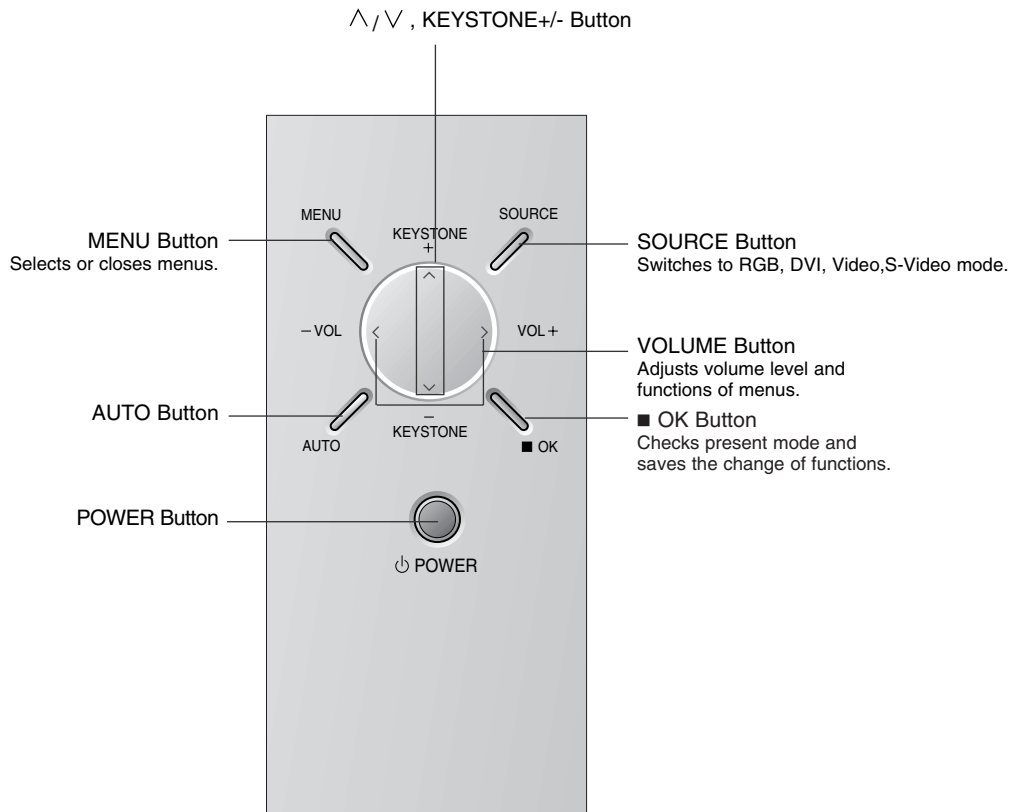 ∧/∨ , KEYSTONE+/- Button
MENU
SOURCE
KEYSTONE
+
MENU Button
Selects or closes menus.
SOURCE Button
Switches to RGB, DVI, Video,S-Video mode.
－VOL
VOL＋
VOLUME Button
Adjusts volume level and
functions of menus.
AUTO Button
AUTO
－
KEYSTONE
■ OK
■ OK Button
Checks present mode and
saves the change of functions.
POWER Button
⏻ POWER